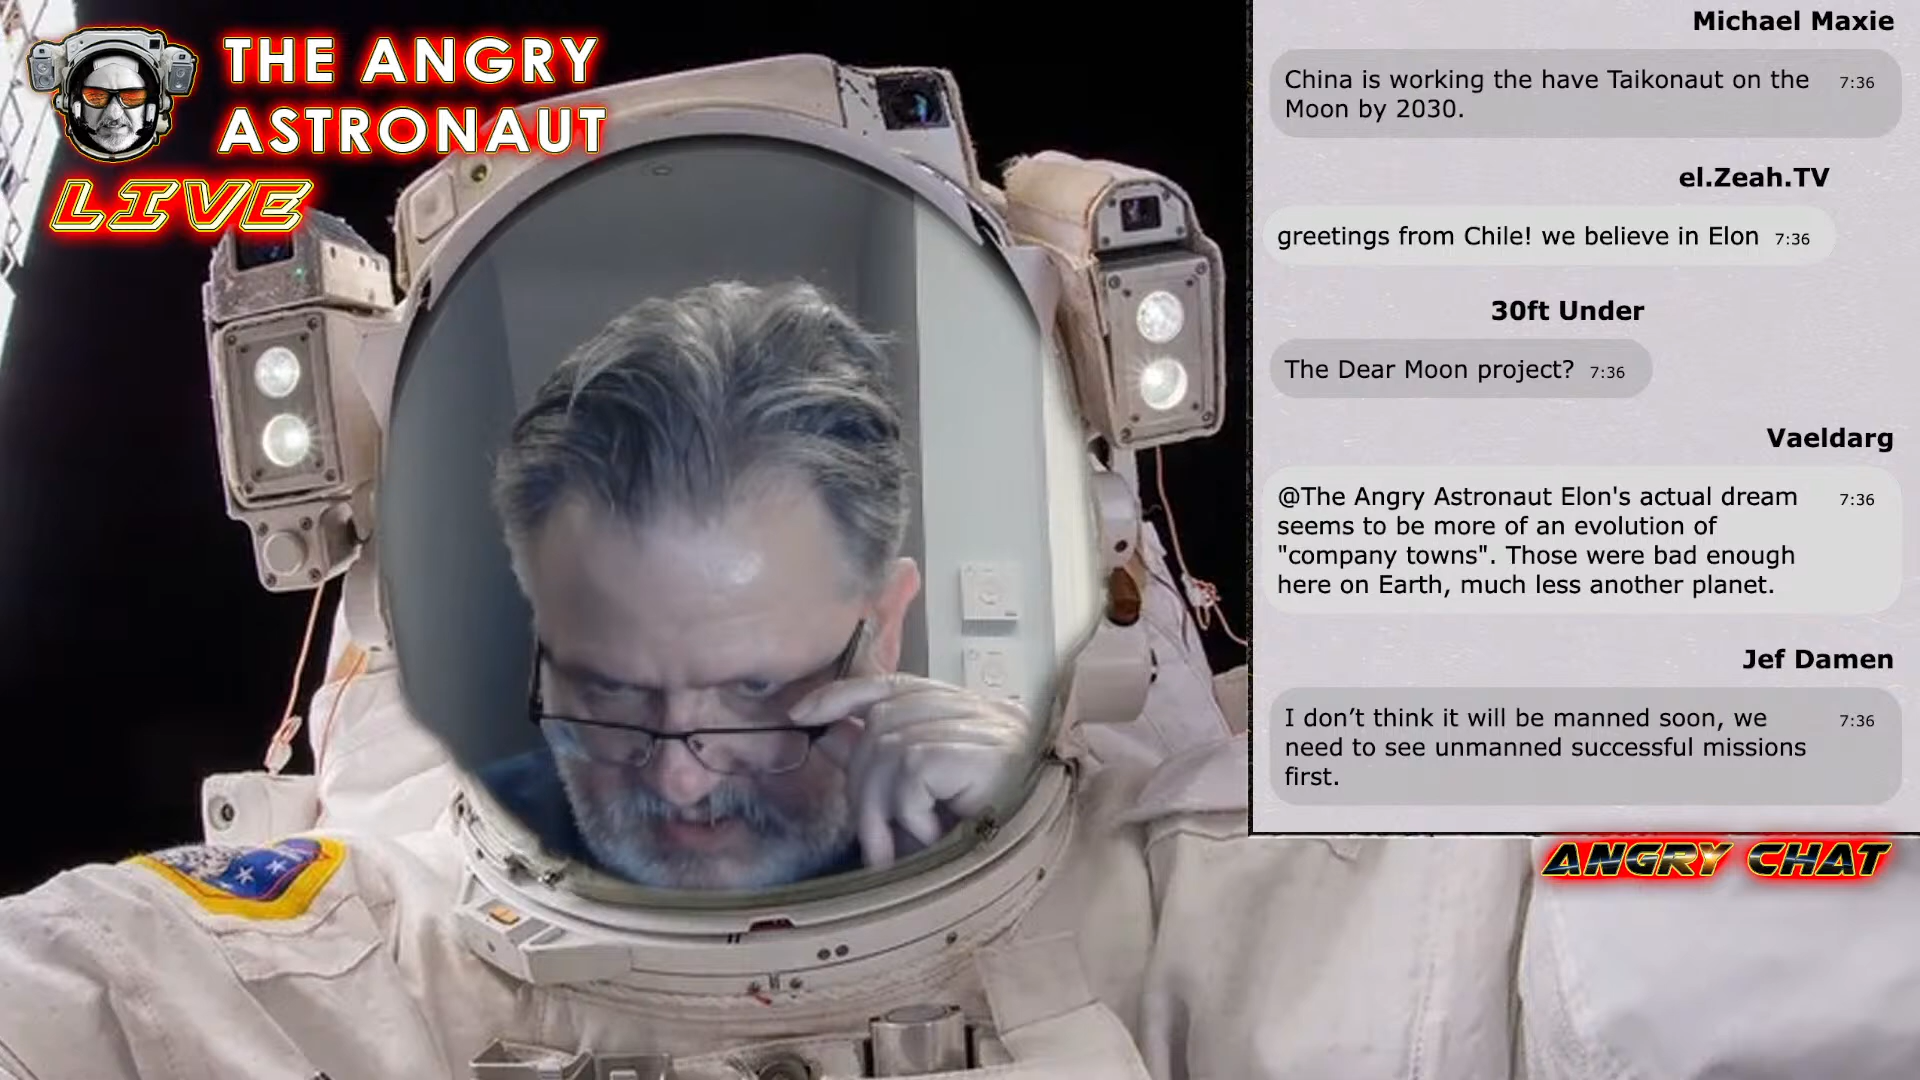 THE ANGRY
ASTRONAUT
LIVE
Michael Maxie
China is working the have Taikonaut on the 7:36
Moon by 2030.
el.Zeah.TV
greetings from Chile! we believe in Elon 7:36
30ft Under
The Dear Moon project? 7:36
Vaeldarg
@The Angry Astronaut Elon's actual dream 7:36
seems to be more of an evolution of
"company towns". Those were bad enough
here on Earth, much less another planet.
Jef Damen
I don’t think it will be manned soon, we 7:36
need to see unmanned successful missions
first.
ANGRY CHAT